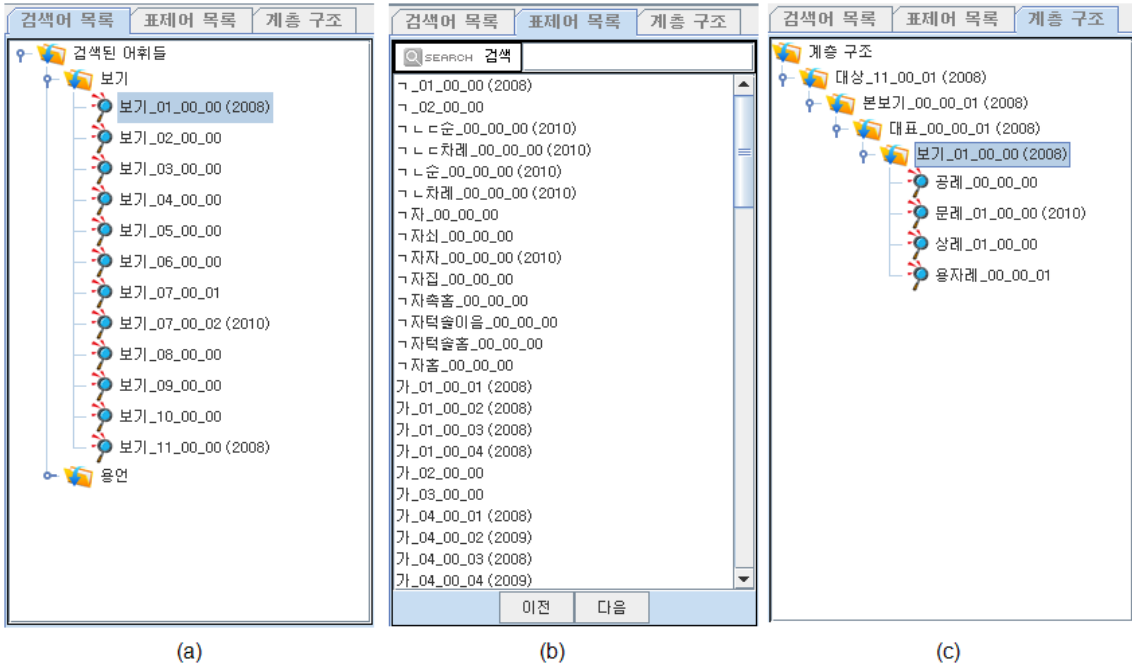 검색어 목록 표제어 목록 계층 구조
검색된 어휘들
보기
보기_01_00_00 (2008)
보기_02_00_00
보기_03_00_00
보기_04_00_00
보기_05_00_00
보기_06_00_00
보기_07_00_01
보기_07_00_02 (2010)
보기_08_00_00
보기_09_00_00
보기_10_00_00
보기_11_00_00 (2008)
용언
(a)
검색어 목록 표제어 목록 계층 구조
SEARCH 검색
ㄱ_01_00_00 (2008)
ㄱ_02_00_00
ㄱㄴㄷ순_00_00_00 (2010)
ㄱㄴㄷ차례_00_00_00 (2010)
ㄱㄴ순_00_00_00 (2010)
ㄱㄴ차례_00_00_00 (2010)
ㄱ자_00_00_00
ㄱ자쇠_00_00_00
ㄱ자자_00_00_00 (2010)
ㄱ자집_00_00_00
ㄱ자촉홈_00_00_00
ㄱ자턱솔이음_00_00_00
ㄱ자턱솔홈_00_00_00
ㄱ자홈_00_00_00
가_01_00_01 (2008)
가_01_00_02 (2008)
가_01_00_03 (2008)
가_01_00_04 (2008)
가_02_00_00
가_03_00_00
가_04_00_01 (2008)
가_04_00_02 (2009)
가_04_00_03 (2008)
가_04_00_04 (2009)
이전 다음
(b)
검색어 목록 표제어 목록 계층 구조
계층 구조
대상_11_00_01 (2008)
본보기_00_00_01 (2008)
대표_00_00_01 (2008)
보기_01_00_00 (2008)
공례_00_00_00
문례_01_00_00 (2010)
상례_01_00_00
용자례_00_00_01
(c)